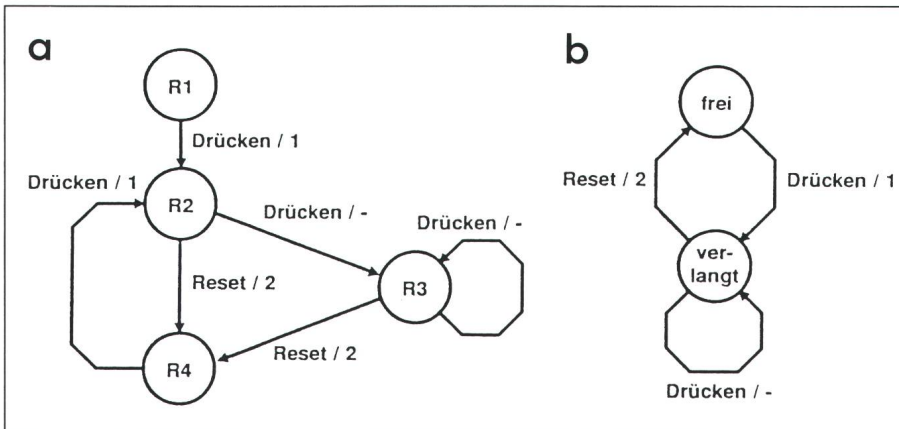 a
R1
Drücken / 1
Drücken / 1
R2
Drücken / -
Drücken / -
Reset / 2
R3
Reset / 2
R4
b
frei
Reset / 2
Drücken / 1
ver-
langt
Drücken / -